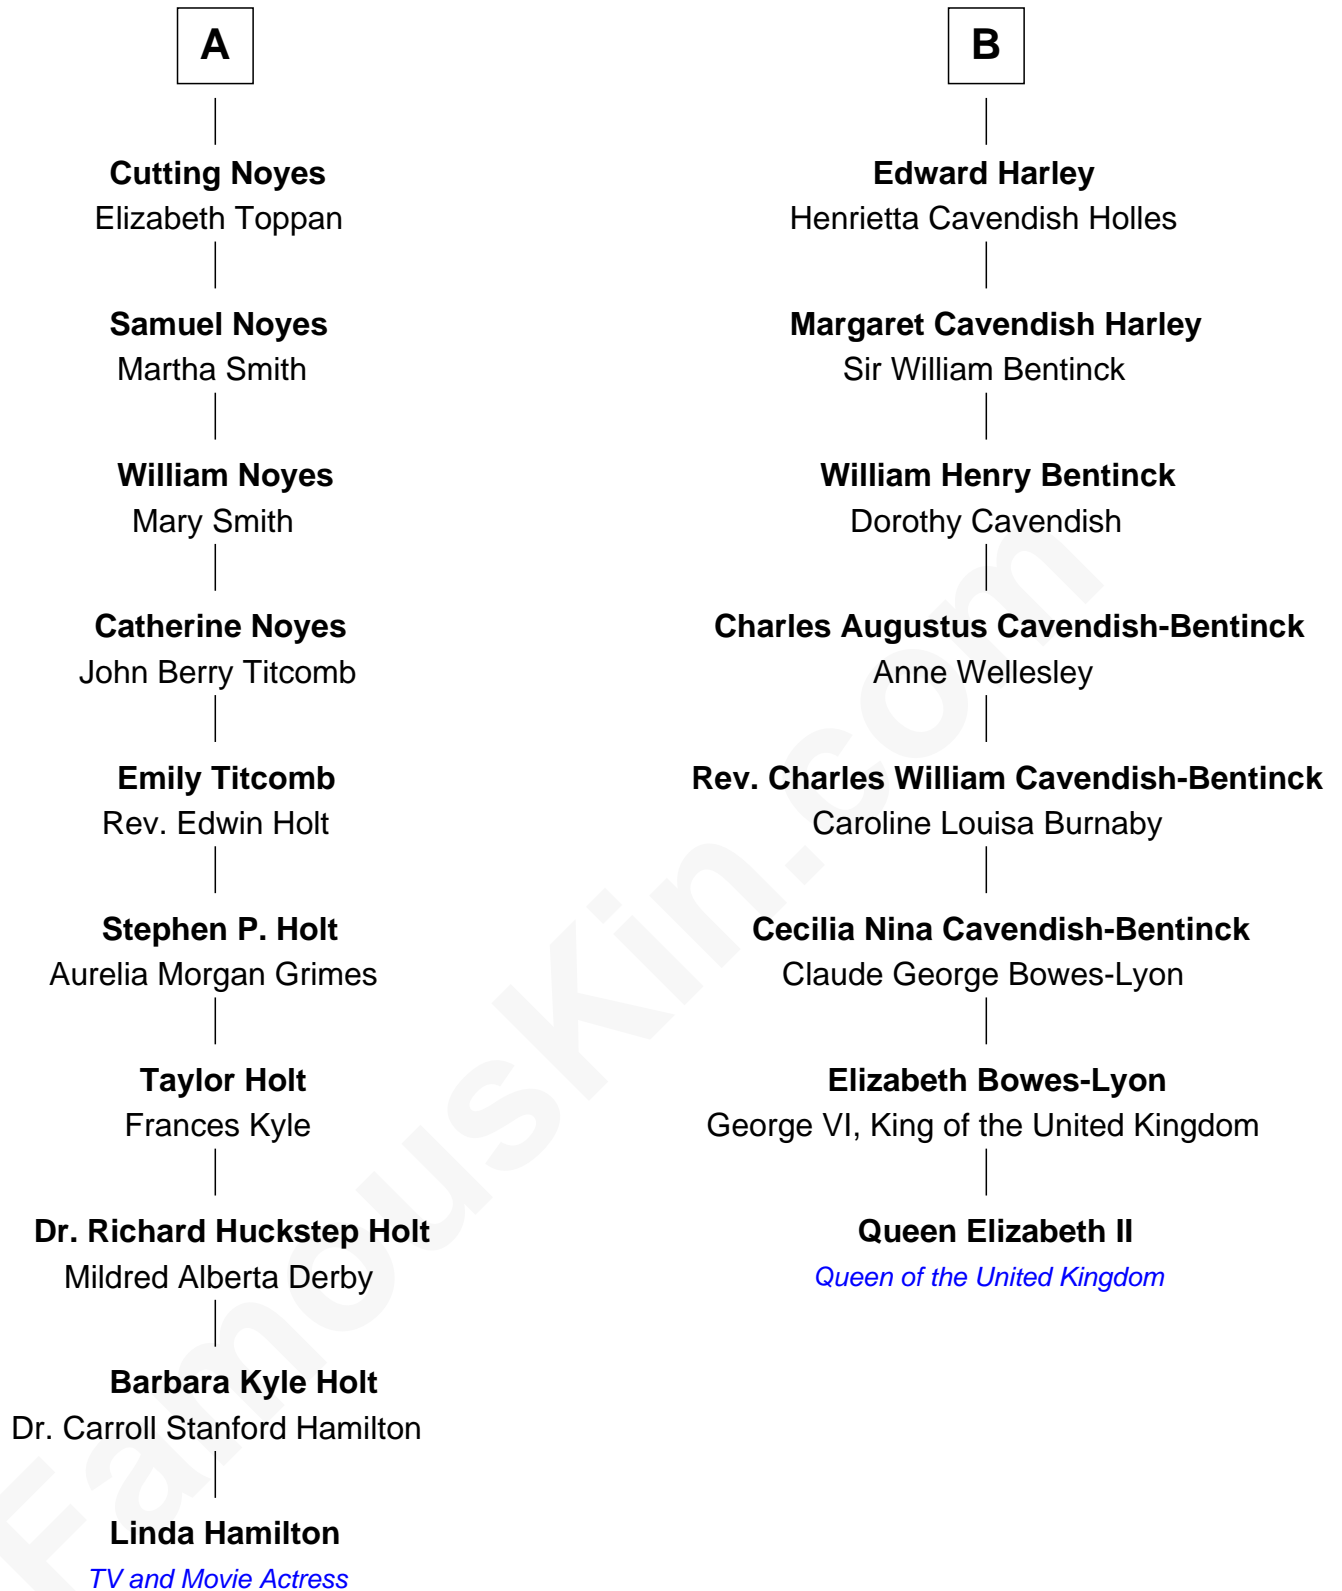 A
Cutting Noyes
Elizabeth Toppan
Samuel Noyes
Martha Smith
William Noyes
Mary Smith
Catherine Noyes
John Berry Titcomb
Emily Titcomb
Rev. Edwin Holt
Stephen P. Holt
Aurelia Morgan Grimes
Taylor Holt
Frances Kyle
Dr. Richard Huckstep Holt
Mildred Alberta Derby
Barbara Kyle Holt
Dr. Carroll Stanford Hamilton
Linda Hamilton
TV and Movie Actress
B
Edward Harley
Henrietta Cavendish Holles
Margaret Cavendish Harley
Sir William Bentinck
William Henry Bentinck
Dorothy Cavendish
Charles Augustus Cavendish-Bentinck
Anne Wellesley
Rev. Charles William Cavendish-Bentinck
Caroline Louisa Burnaby
Cecilia Nina Cavendish-Bentinck
Claude George Bowes-Lyon
Elizabeth Bowes-Lyon
George VI, King of the United Kingdom
Queen Elizabeth II
Queen of the United Kingdom
FamousKin.com